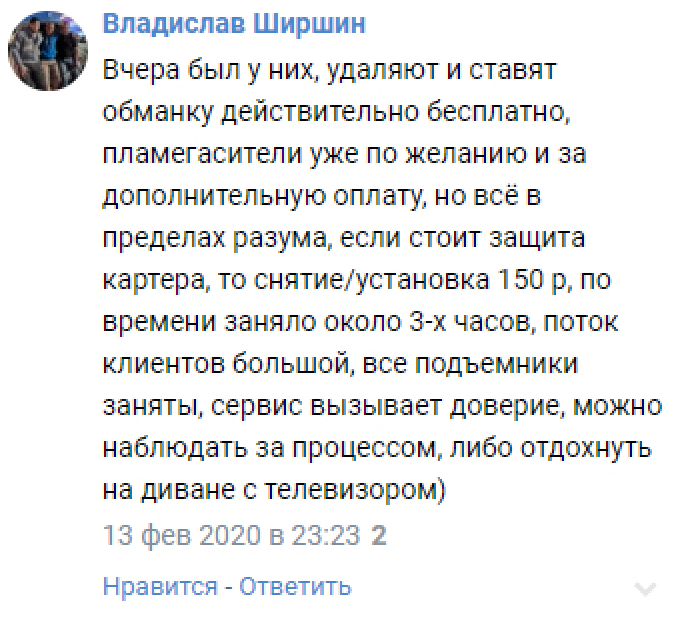 Владислав Ширшин
Вчера был у них, удаляют и ставят
обманку действительно бесплатно,
пламегасители уже по желанию и за
дополнительную оплату, но всё в
пределах разума, если стоит защита
картера, то снятие/установка 150 р, по
времени заняло около 3-х часов, поток
клиентов большой, все подъемники
заняты, сервис вызывает доверие, можно
наблюдать за процессом, либо отдохнуть
на диване с телевизором)
13 фев 2020 в 23:23 2
Нравится - Ответить